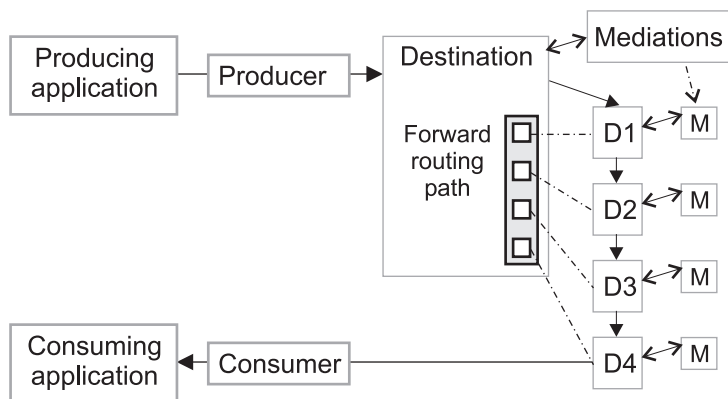 Producing
application
Producer
Destination
Mediations
Forward
routing
path
D1
M
D2
M
D3
M
D4
M
Consuming
application
Consumer